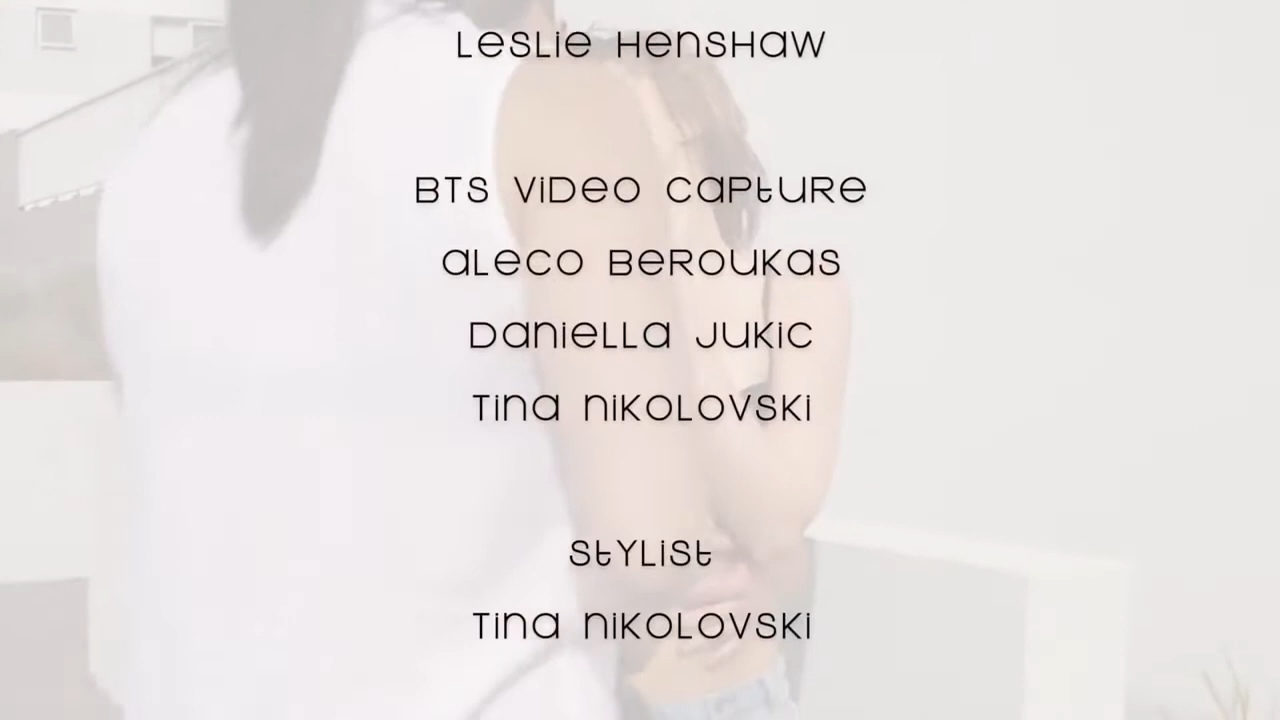 Leslie Henshaw
BTS Video Capture
Aleco Beroukas
Daniella Jukic
Tina Nikolovski
Stylist
Tina Nikolovski